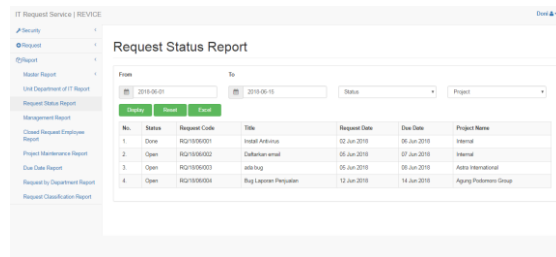 IT Request Service | REVICE
Doni
Security
Request
Report
Master Report
Unit Department of IT Report
Request Status Report
Management Report
Closed Request Employee
Report
Project Maintenance Report
Due Date Report
Request by Department Report
Request Classification Report
Request Status Report
From To
2018-06-01 2018-06-15 Status Project
Display Reset Excel
No. Status Request Code Title Request Date Due Date Project Name
1. Done RQ/18/06/001 Install Antivirus 02 Jun 2018 06 Jun 2018 Internal
2. Open RQ/18/06/002 Daftarkan email 05 Jun 2018 07 Jun 2018 Internal
3. Open RQ/18/06/003 ada bug 05 Jun 2018 08 Jun 2018 Astra International
4. Open RQ/18/06/004 Bug Laporan Penjualan 12 Jun 2018 14 Jun 2018 Agung Podomoro Group